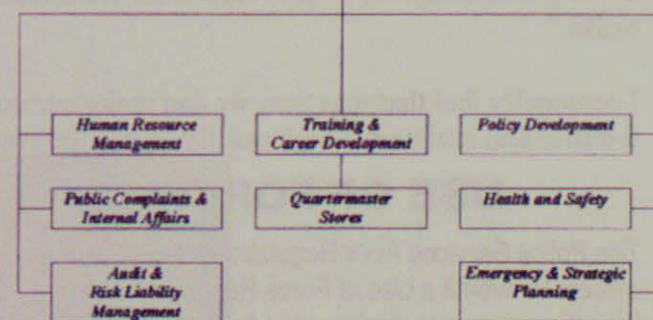 Human Resource
Management
Training &
Career Development
Policy Development
Public Complaints &
Internal Affairs
Quartermaster
Stores
Health and Safety
Audit &
Risk Liability
Management
Emergency & Strategic
Planning